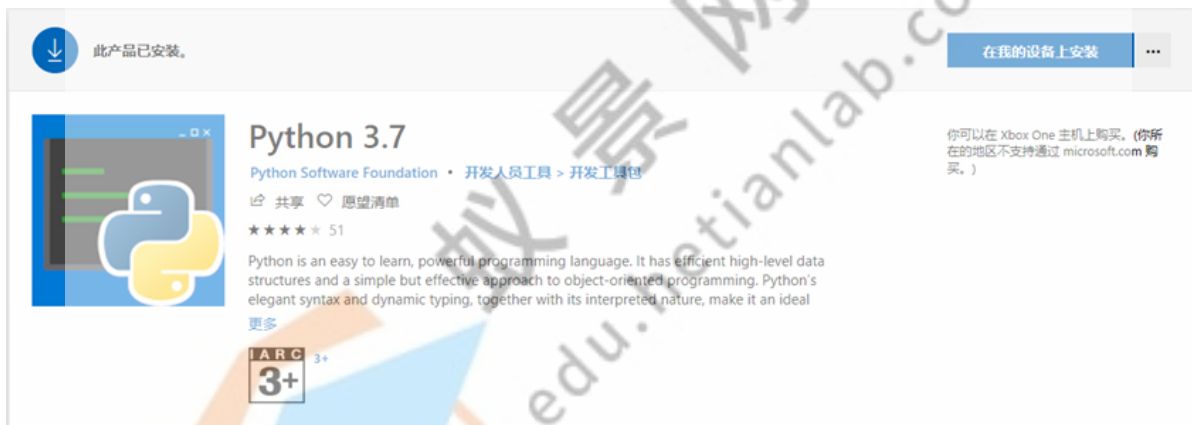 此产品已安装。
在我的设备上安装
Python 3.7
Python Software Foundation • 开发人员工具 > 开发工具包
共享 愿望清单
51
Python is an easy to learn, powerful programming language. It has efficient high-level data
structures and a simple but effective approach to object-oriented programming. Python's
elegant syntax and dynamic typing, together with its interpreted nature, make it an ideal
更多
IARC
3+
3+
你可以在 Xbox One 主机上购买。(你所
在的地区不支持通过 microsoft.com 购
买。)
蚁景网
edu.hetianlab.co